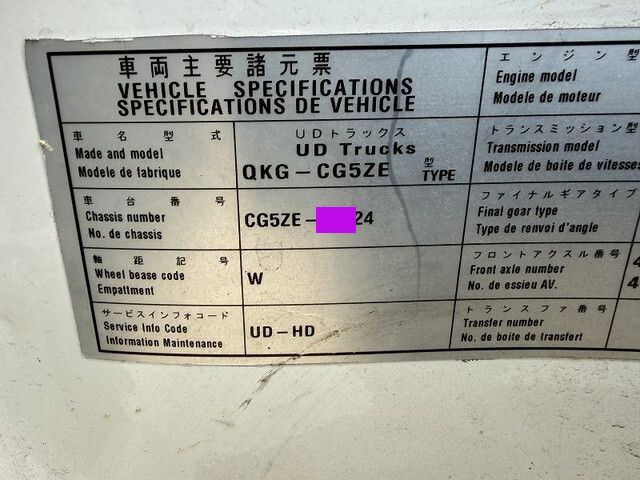 車両主要諸元票
VEHICLE SPECIFICATIONS
SPECIFICATIONS DE VEHICLE
エンジン型
Engine model
Modele de moteur
車名型式
Made and model
Modele de fabrique
UDトラックス
UD Trucks
QKG-CG5ZE 型 TYPE
トランスミッション型
Transmission model
Modele de boite de vitesses
車台番号
Chassis number
No. de chassis
CG5ZE- 24
ファイナルギアタイプ
Final gear type
Type de renvoi d'angle
軸距記号
Wheel bease code
Empattment
W
フロントアクスル番号
Front axle number
No. de essieu AV.
4
4
サービスインフォコード
Service Info Code
Information Maintenance
UD-HD
トランスファ番号
Transfer number
No. de boite de transfert